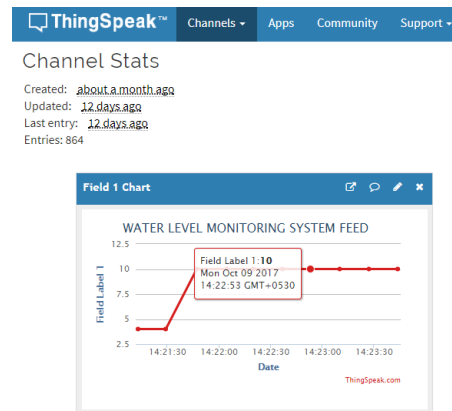 ThingSpeak™ Channels Apps Community Support
Channel Stats
Created: about a month ago
Updated: 12 days ago
Last entry: 12 days ago
Entries: 864
Field 1 Chart
WATER LEVEL MONITORING SYSTEM FEED
12.5
10
7.5
5
2.5
Field Label 1
Field Label 1:10
Mon Oct 09 2017
14:22:53 GMT+0530
14:21:30 14:22:00 14:22:30 14:23:00 14:23:30
Date
ThingSpeak.com